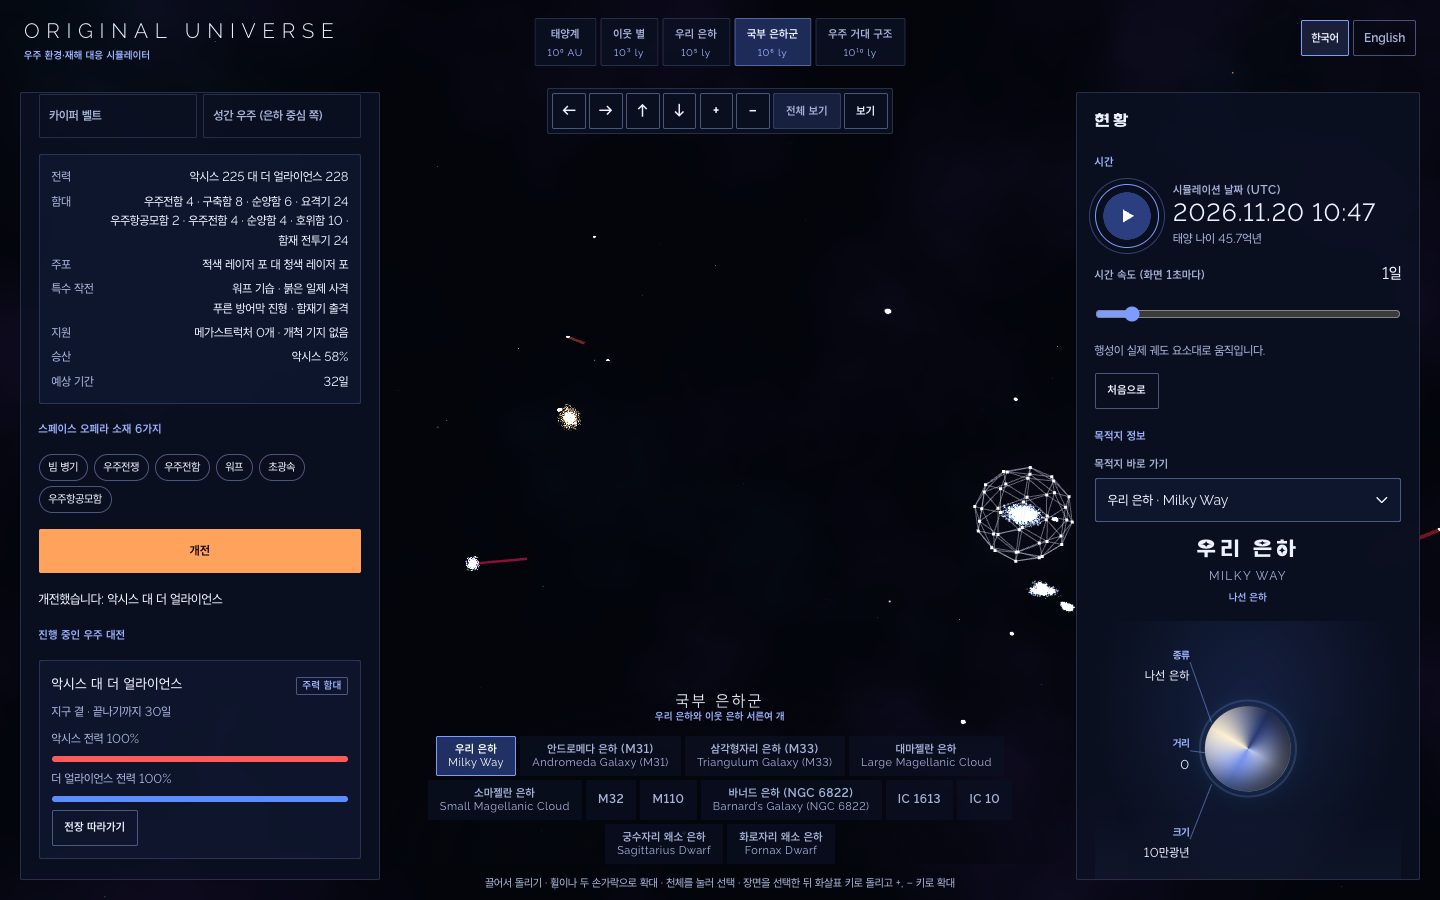 ORIGINAL UNIVERSE
우주 환경·재해 대응 시뮬레이터
태양계
10⁰ AU
이웃 별
10³ ly
우리 은하
10⁵ ly
국부 은하군
10⁶ ly
우주 거대 구조
10¹⁰ ly
한국어
English
← → ↑ ↓ + − 전체 보기 보기
카이퍼 벨트
성간 우주 (은하 중심 쪽)
전력 악시스 225 대 더 얼라이언스 228
함대 우주전함 4 · 구축함 8 · 순양함 6 · 요격기 24
우주항공모함 2 · 우주전함 4 · 순양함 4 · 호위함 10 ·
함재 전투기 24
주포 적색 레이저 포 대 청색 레이저 포
특수 작전 워프 기습 · 붉은 일제 사격
푸른 방어막 진형 · 함재기 출격
지원 메가스트럭처 0개 · 개척 기지 없음
승산 악시스 58%
예상 기간 32일
스페이스 오페라 소재 6가지
빔 병기 우주전쟁 우주전함 워프 초광속
우주항공모함
개전
개전했습니다: 악시스 대 더 얼라이언스
진행 중인 우주 대전
악시스 대 더 얼라이언스 주력 함대
지구 곁 · 끝나기까지 30일
악시스 전력 100%
더 얼라이언스 전력 100%
전장 따라가기
국부 은하군
우리 은하와 이웃 은하 서른여 개
우리 은하
Milky Way
안드로메다 은하 (M31)
Andromeda Galaxy (M31)
삼각형자리 은하 (M33)
Triangulum Galaxy (M33)
대마젤란 은하
Large Magellanic Cloud
소마젤란 은하
Small Magellanic Cloud
M32
M110
바너드 은하 (NGC 6822)
Barnard's Galaxy (NGC 6822)
IC 1613
IC 10
궁수자리 왜소 은하
Sagittarius Dwarf
화로자리 왜소 은하
Fornax Dwarf
끌어서 돌리기 · 휠이나 두 손가락으로 확대 · 천체를 눌러 선택 · 장면을 선택한 뒤 화살표 키로 돌리고 +, − 키로 확대
현황
시간
시뮬레이션 날짜 (UTC)
2026.11.20 10:47
태양 나이 45.7억년
시간 속도 (화면 1초마다) 1일
행성이 실제 궤도 요소대로 움직입니다.
처음으로
목적지 정보
목적지 바로 가기
우리 은하 · Milky Way
우리 은하
MILKY WAY
나선 은하
종류
나선 은하
거리
0
크기
10만광년